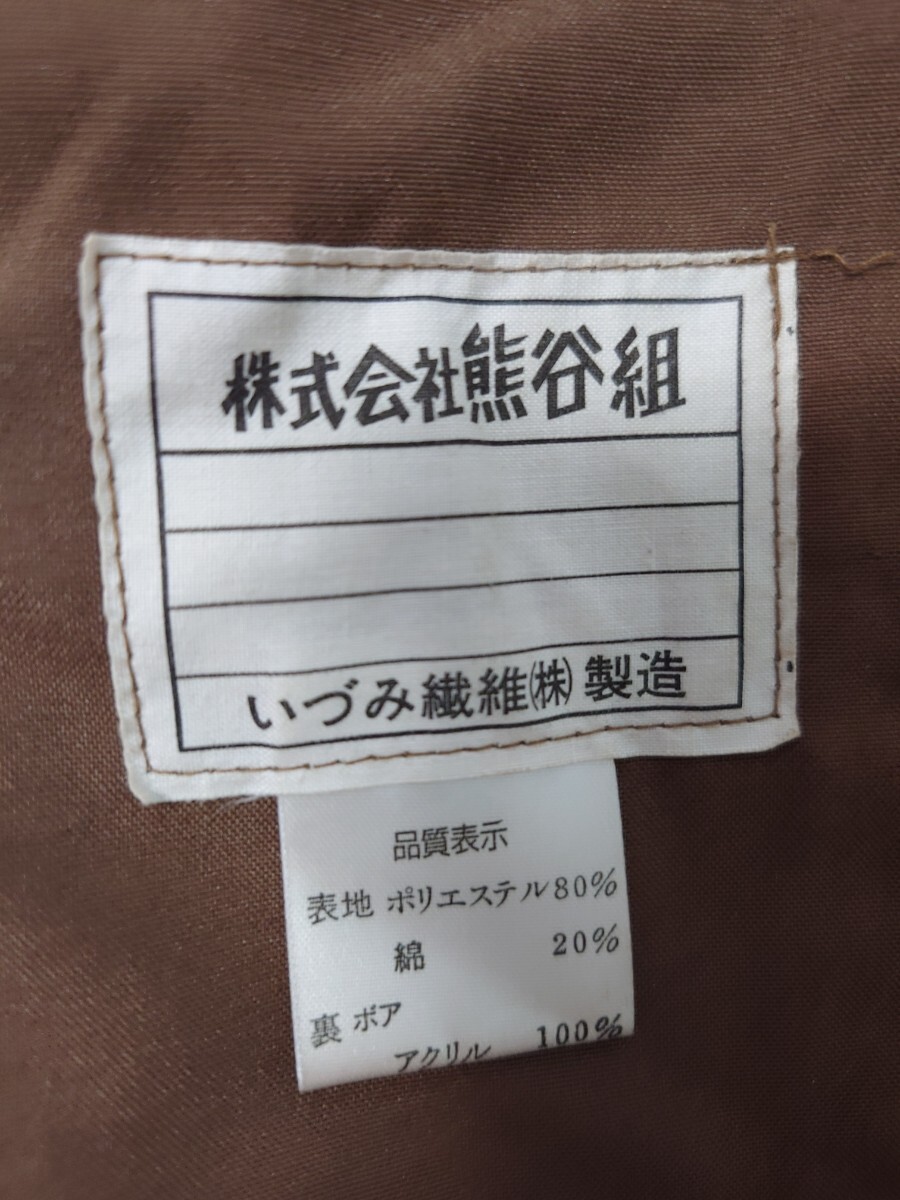 株式会社熊谷組
いづみ繊維㈱製造
品質表示
表地 ポリエステル80%
綿 20%
裏 ボア
アクリル 100%